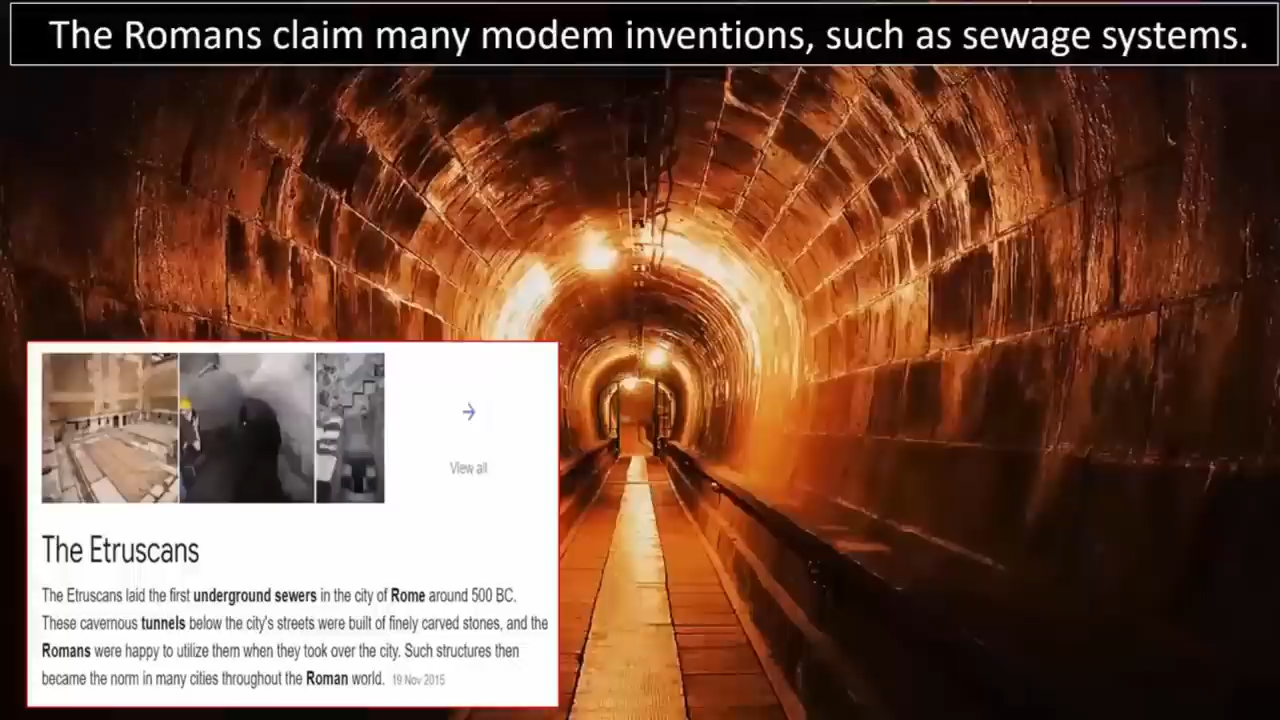 The Romans claim many modem inventions, such as sewage systems.
View all
The Etruscans
The Etruscans laid the first underground sewers in the city of Rome around 500 BC.
These cavernous tunnels below the city's streets were built of finely carved stones, and the
Romans were happy to utilize them when they took over the city. Such structures then
became the norm in many cities throughout the Roman world. 19 Nov 2015